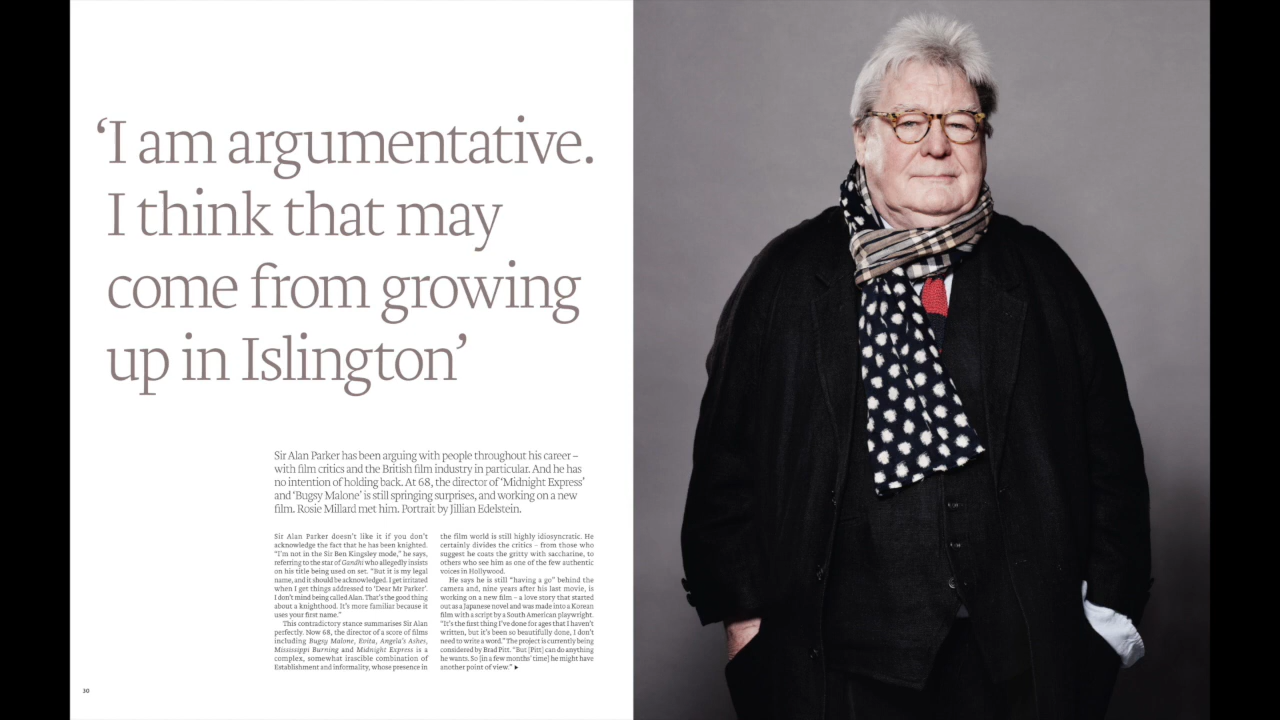 ‘I am argumentative.
I think that may
come from growing
up in Islington’
Sir Alan Parker has been arguing with people throughout his career –
with film critics and the British film industry in particular. And he has
no intention of holding back. At 68, the director of ‘Midnight Express’
and ‘Bugsy Malone’ is still springing surprises, and working on a new
film. Rosie Millard met him. Portrait by Jillian Edelstein.
Sir Alan Parker doesn’t like it if you don’t
acknowledge the fact that he has been knighted.
“I’m not in the Sir Ben Kingsley mode,” he says,
referring to the star of Gandhi who allegedly insists
on his title being used on set. “But it is my legal
name, and it should be acknowledged. I get irritated
when I get things addressed to ‘Dear Mr Parker’.
I don’t mind being called Alan. That’s the good thing
about a knighthood. It’s more familiar because it
uses your first name.”
This contradictory stance summarises Sir Alan
perfectly. Now 68, the director of a score of films
including Bugsy Malone, Evita, Angela’s Ashes,
Mississippi Burning and Midnight Express is a
complex, somewhat irascible combination of
Establishment and informality, whose presence in
the film world is still highly idiosyncratic. He
certainly divides the critics – from those who
suggest he coats the gritty with saccharine, to
others who see him as one of the few authentic
voices in Hollywood.
He says he is still “having a go” behind the
camera and, nine years after his last movie, is
working on a new film – a love story that started
out as a Japanese novel and was made into a Korean
film with a script by a South American playwright.
“It’s the first thing I’ve done for ages that I haven’t
written, but it’s been so beautifully done, I don’t
need to write a word.” The project is currently being
considered by Brad Pitt. “But [Pitt] can do anything
he wants. So [in a few months’ time] he might have
another point of view.” ▶
30